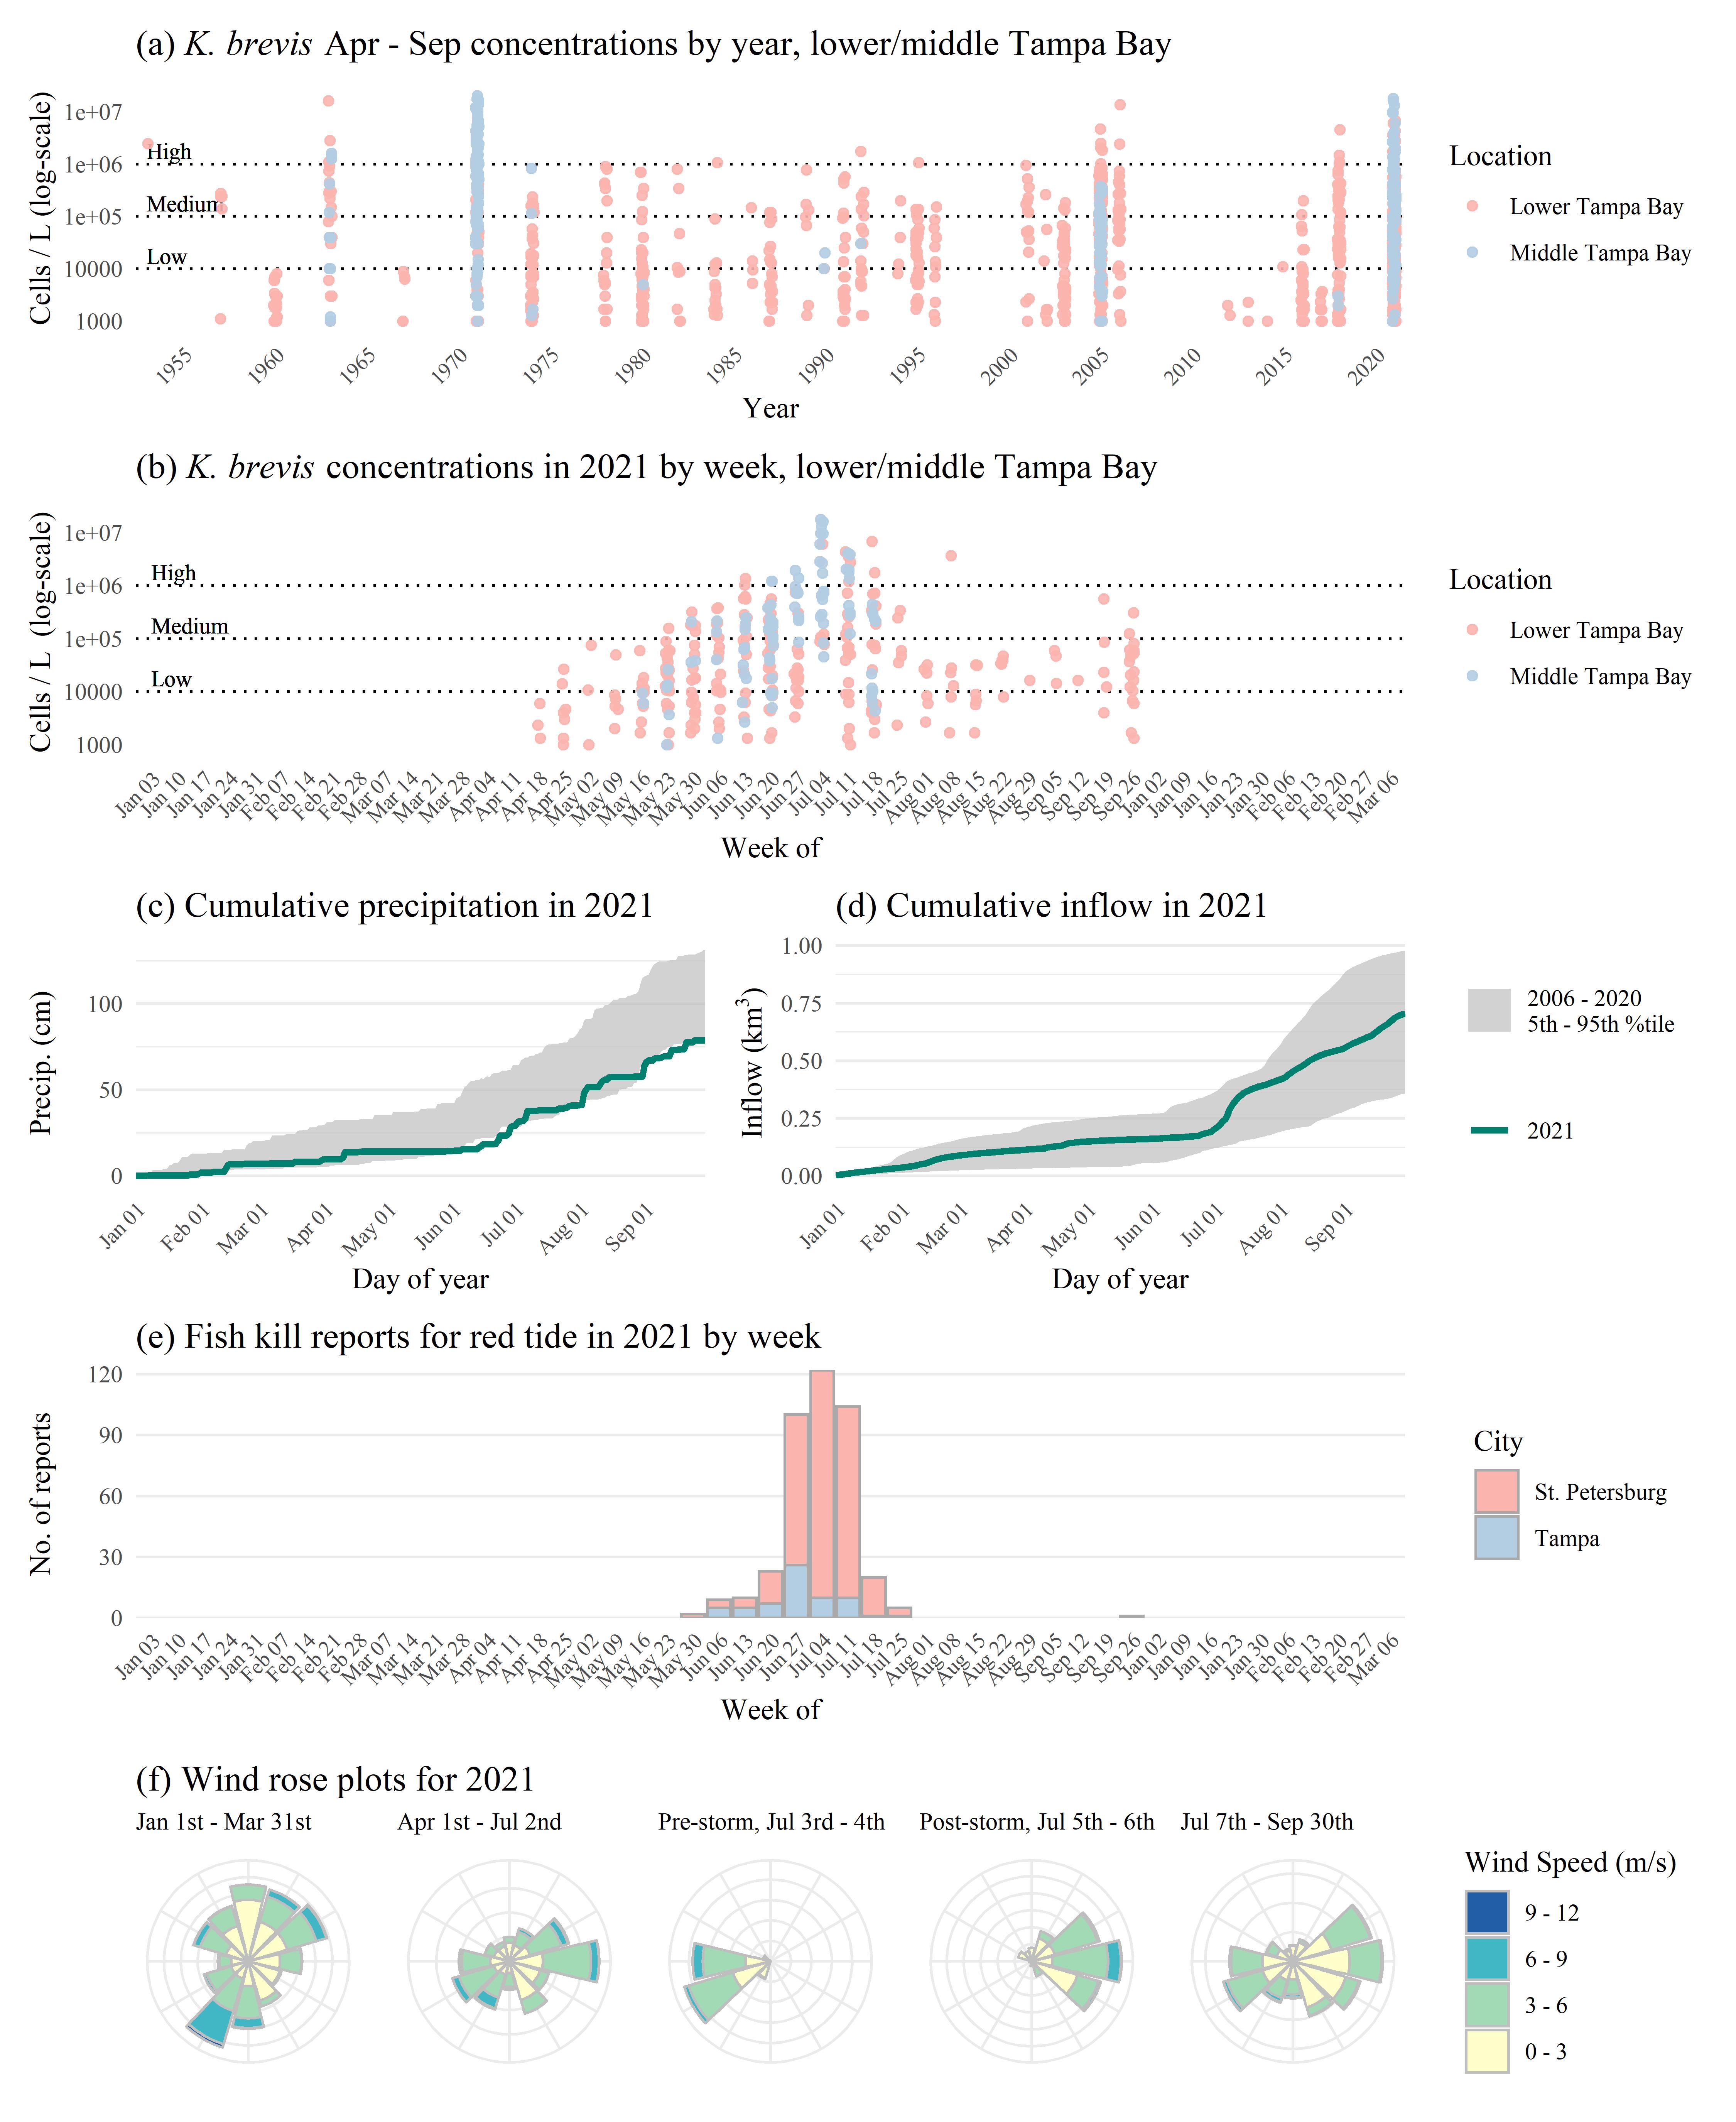 (a) K. brevis Apr - Sep concentrations by year, lower/middle Tampa Bay
Cells / L (log-scale)
1e+07
1e+06
1e+05
10000
1000
High
Medium
Low
1955
1960
1965
1970
1975
1980
1985
1990
1995
2000
2005
2010
2015
2020
Year
Location
Lower Tampa Bay
Middle Tampa Bay
(b) K. brevis concentrations in 2021 by week, lower/middle Tampa Bay
Cells / L (log-scale)
1e+07
1e+06
1e+05
10000
1000
High
Medium
Low
Jan 03
Jan 10
Jan 17
Jan 24
Jan 31
Feb 07
Feb 14
Feb 21
Feb 28
Mar 07
Mar 14
Mar 21
Mar 28
Apr 04
Apr 11
Apr 18
Apr 25
May 02
May 09
May 16
May 23
May 30
Jun 06
Jun 13
Jun 20
Jun 27
Jul 04
Jul 11
Jul 18
Jul 25
Aug 01
Aug 08
Aug 15
Aug 22
Aug 29
Sep 05
Sep 12
Sep 19
Sep 26
Jan 02
Jan 09
Jan 16
Jan 23
Jan 30
Feb 06
Feb 13
Feb 20
Feb 27
Mar 06
Week of
Location
Lower Tampa Bay
Middle Tampa Bay
(c) Cumulative precipitation in 2021
Precip. (cm)
100
50
0
Jan 01
Feb 01
Mar 01
Apr 01
May 01
Jun 01
Jul 01
Aug 01
Sep 01
Day of year
(d) Cumulative inflow in 2021
Inflow (km³)
1.00
0.75
0.50
0.25
0.00
Jan 01
Feb 01
Mar 01
Apr 01
May 01
Jun 01
Jul 01
Aug 01
Sep 01
Day of year
2006 - 2020
5th - 95th %tile
2021
(e) Fish kill reports for red tide in 2021 by week
No. of reports
120
90
60
30
0
Jan 03
Jan 10
Jan 17
Jan 24
Jan 31
Feb 07
Feb 14
Feb 21
Feb 28
Mar 07
Mar 14
Mar 21
Mar 28
Apr 04
Apr 11
Apr 18
Apr 25
May 02
May 09
May 16
May 23
May 30
Jun 06
Jun 13
Jun 20
Jun 27
Jul 04
Jul 11
Jul 18
Jul 25
Aug 01
Aug 08
Aug 15
Aug 22
Aug 29
Sep 05
Sep 12
Sep 19
Sep 26
Jan 02
Jan 09
Jan 16
Jan 23
Jan 30
Feb 06
Feb 13
Feb 20
Feb 27
Mar 06
Week of
City
St. Petersburg
Tampa
(f) Wind rose plots for 2021
Jan 1st - Mar 31st
Apr 1st - Jul 2nd
Pre-storm, Jul 3rd - 4th
Post-storm, Jul 5th - 6th
Jul 7th - Sep 30th
Wind Speed (m/s)
9 - 12
6 - 9
3 - 6
0 - 3